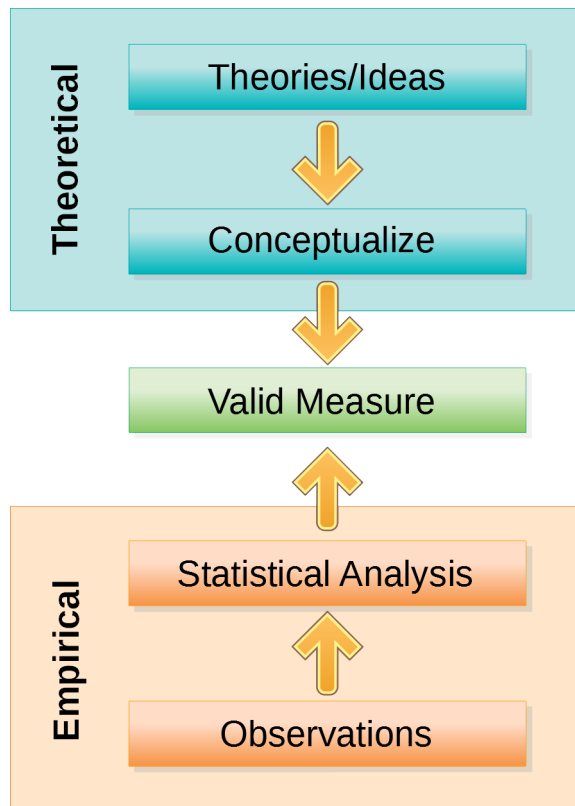 Theoretical
Theories/Ideas
Conceptualize
Valid Measure
Empirical
Statistical Analysis
Observations